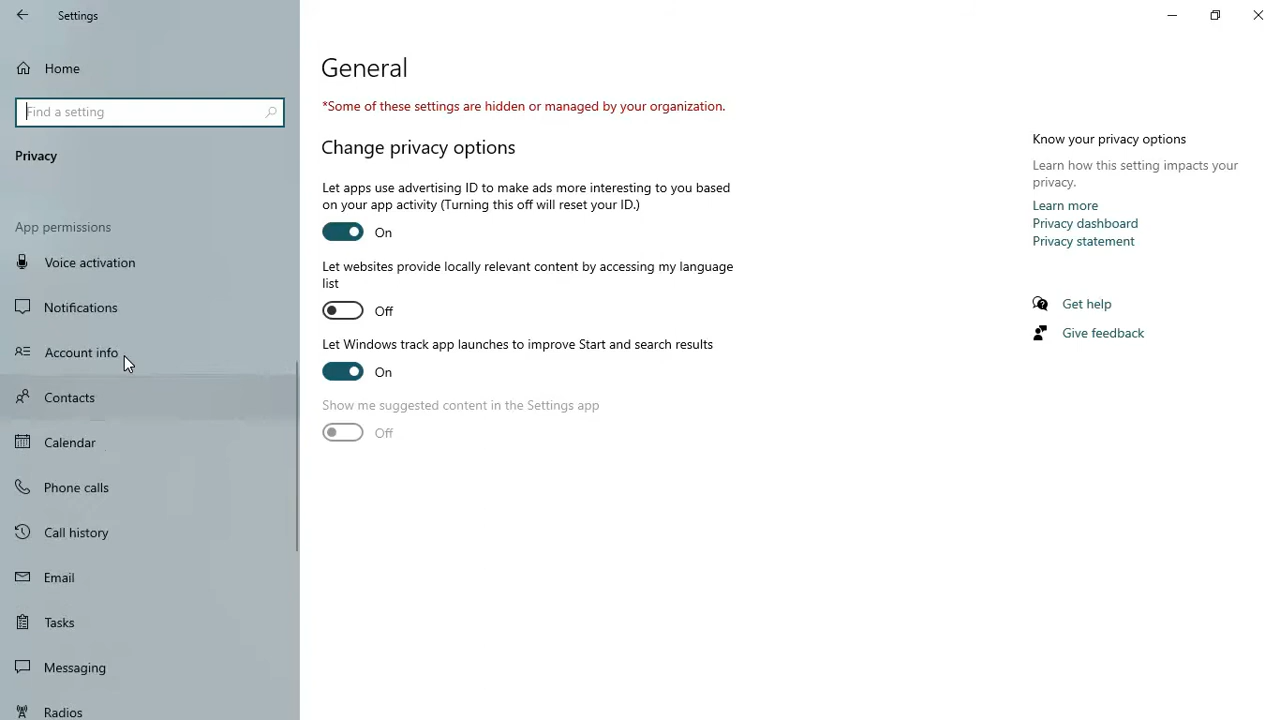 Settings
Home
Find a setting
Privacy
App permissions
Voice activation
Notifications
Account info
Contacts
Calendar
Phone calls
Call history
Email
Tasks
Messaging
Radios
General
*Some of these settings are hidden or managed by your organization.
Change privacy options
Let apps use advertising ID to make ads more interesting to you based
on your app activity (Turning this off will reset your ID.)
On
Let websites provide locally relevant content by accessing my language
list
Off
Let Windows track app launches to improve Start and search results
On
Show me suggested content in the Settings app
Off
Know your privacy options
Learn how this setting impacts your
privacy.
Learn more
Privacy dashboard
Privacy statement
Get help
Give feedback